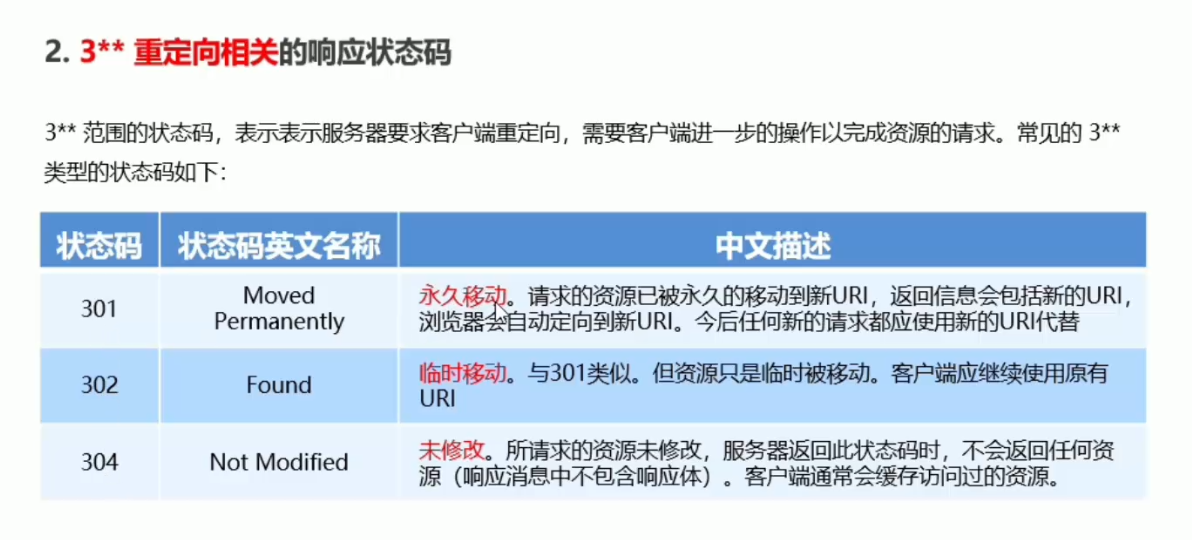 2. 3** 重定向相关的响应状态码
3** 范围的状态码，表示表示服务器要求客户端重定向，需要客户端进一步的操作以完成资源的请求。常见的 3**
类型的状态码如下：
状态码 状态码英文名称 中文描述
301 Moved Permanently 永久移动。请求的资源已被永久的移动到新URI，返回信息会包括新的URI，
浏览器会自动定向到新URI。今后任何新的请求都应使用新的URI代替
302 Found 临时移动。与301类似。但资源只是临时被移动。客户端应继续使用原有
URI
304 Not Modified 未修改。所请求的资源未修改，服务器返回此状态码时，不会返回任何资
源（响应消息中不包含响应体）。客户端通常会缓存访问过的资源。